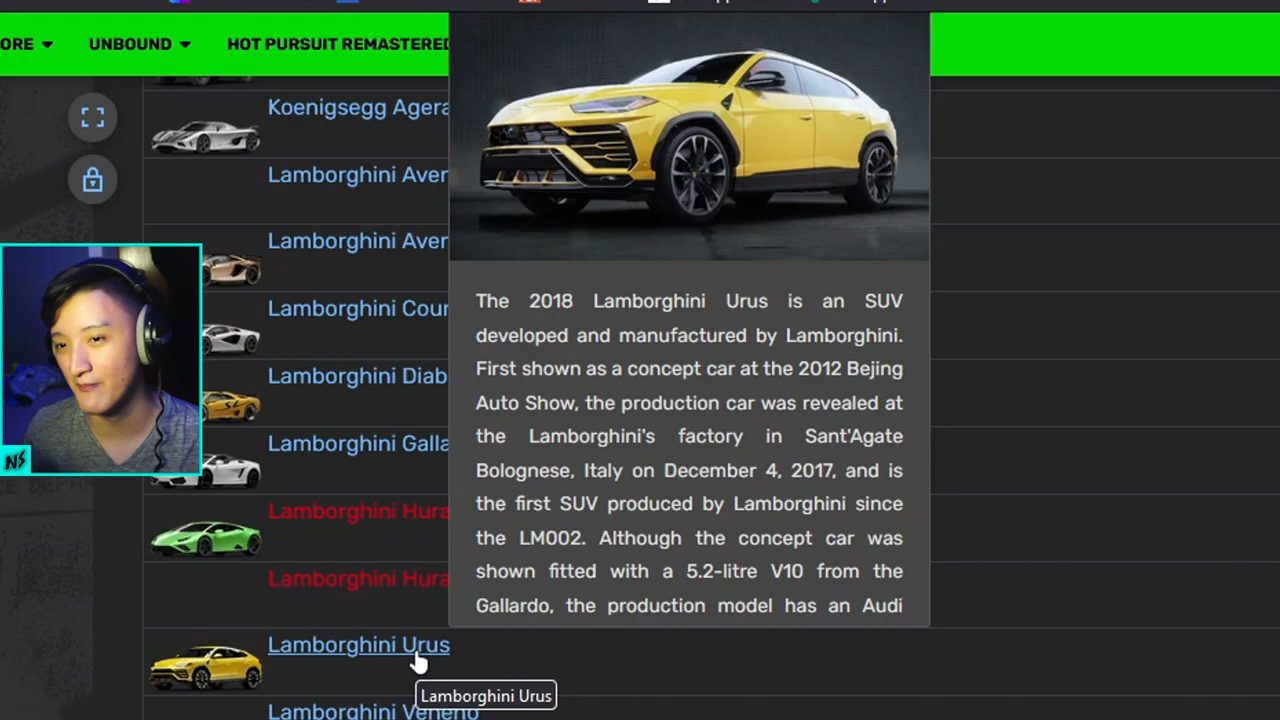 ORE UNBOUND HOT PURSUIT REMASTERED
Koenigsegg Agera
Lamborghini Aver
Lamborghini Aver
Lamborghini Cour
Lamborghini Diab
Lamborghini Galla
Lamborghini Hura
Lamborghini Hura
Lamborghini Urus
Lamborghini Urus
Lamborghini Veneno
The 2018 Lamborghini Urus is an SUV
developed and manufactured by Lamborghini.
First shown as a concept car at the 2012 Bejing
Auto Show, the production car was revealed at
the Lamborghini's factory in Sant'Agate
Bolognese, Italy on December 4, 2017, and is
the first SUV produced by Lamborghini since
the LM002. Although the concept car was
shown fitted with a 5.2-litre V10 from the
Gallardo, the production model has an Audi
NS